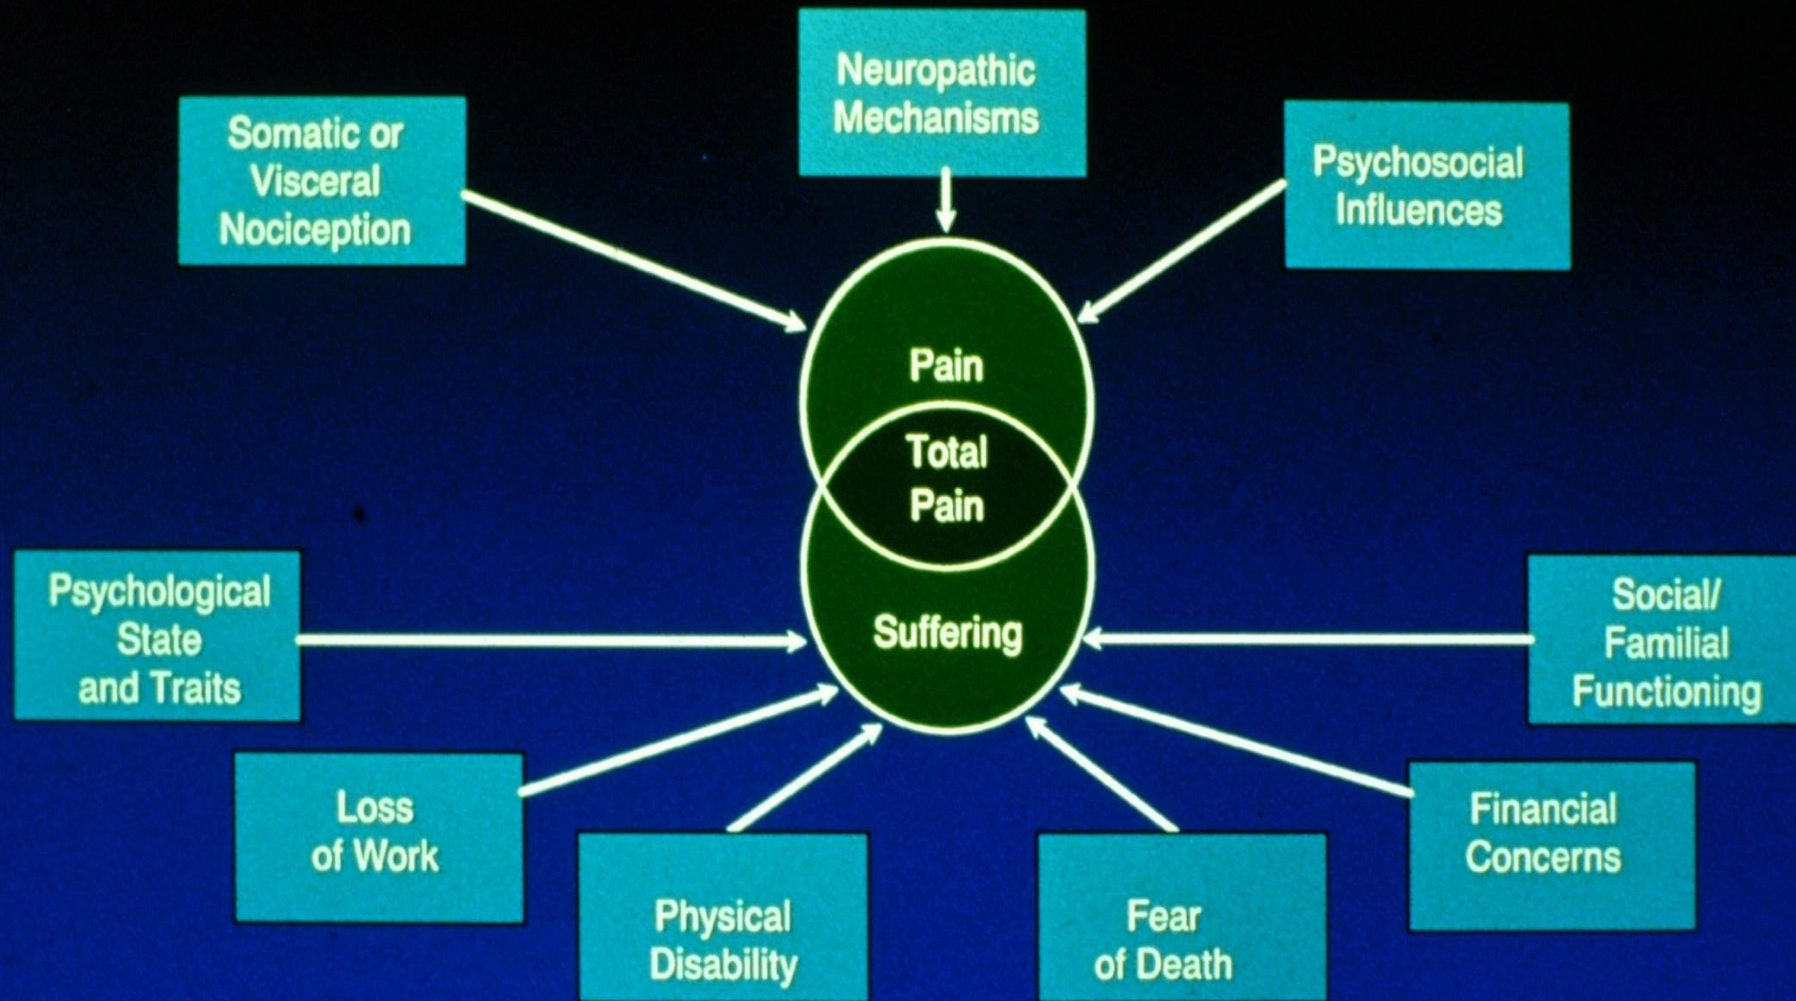 Neuropathic
Mechanisms
Somatic or
Visceral
Nociception
Psychosocial
Influences
Pain
Total
Pain
Suffering
Psychological
State
and Traits
Social/
Familial
Functioning
Loss
of Work
Financial
Concerns
Physical
Disability
Fear
of Death